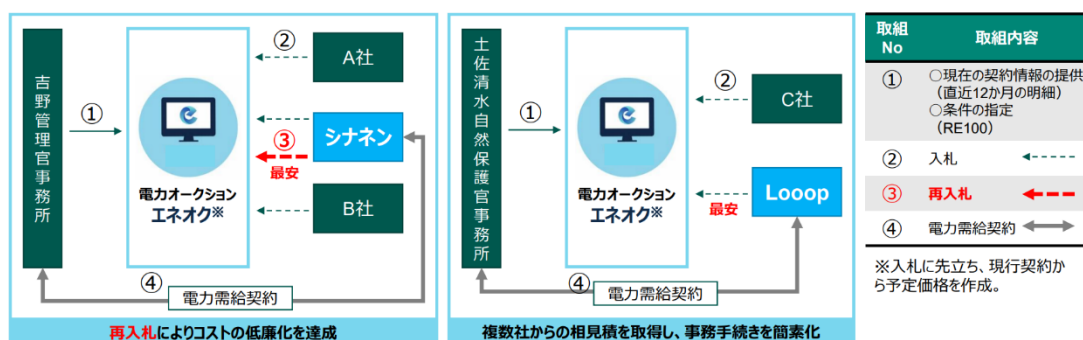 吉野管理官事務所
①
②
A社
③
最安
シナネン
B社
電力オークション
エネオク※
④
電力需給契約
再入札によりコストの低廉化を達成
土佐清水自然保護官事務所
①
②
C社
最安
Looop
電力オークション
エネオク※
④
電力需給契約
複数社からの相見積を取得し、事務手続きを簡素化
取組
No
取組内容
①
○現在の契約情報の提供
(直近12か月の明細)
○条件の指定
(RE100)
②
入札
③
再入札
④
電力需給契約
※入札に先立ち、現行契約か
ら予定価格を作成。